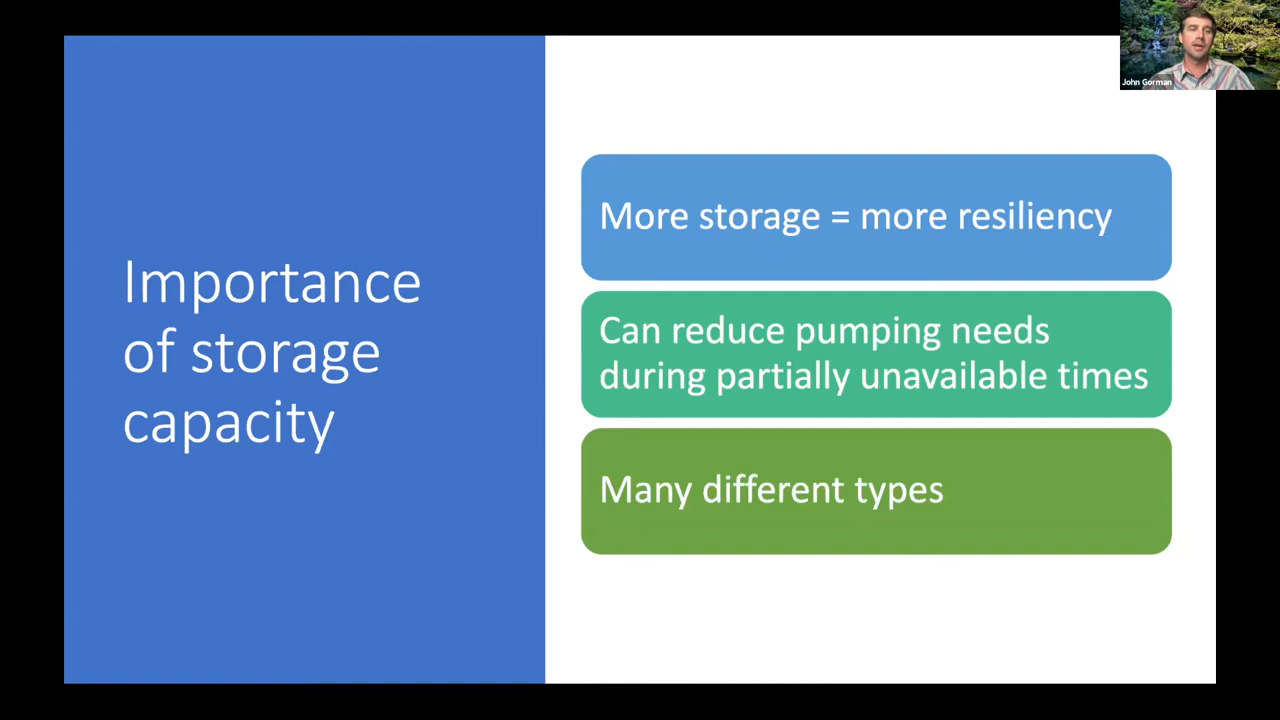 John Gorman
Importance
of storage
capacity
More storage = more resiliency
Can reduce pumping needs
during partially unavailable times
Many different types